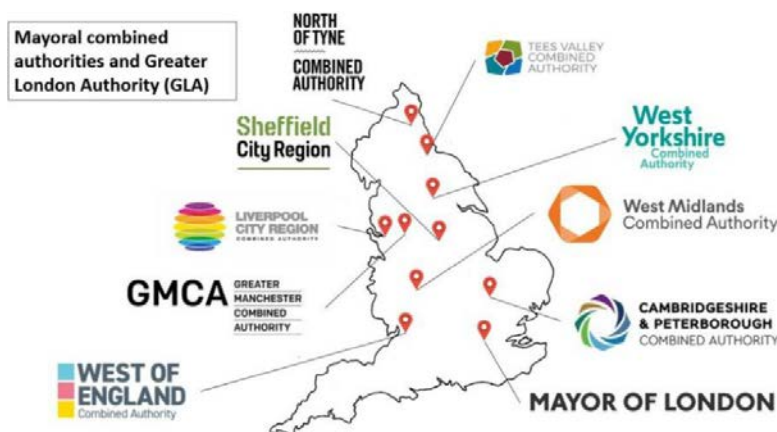 Mayoral combined
authorities and Greater
London Authority (GLA)
NORTH
OF TYNE
COMBINED
AUTHORITY
TEES VALLEY
COMBINED
AUTHORITY
Sheffield
City Region
West
Yorkshire
Combined
Authority
LIVERPOOL
CITY REGION
COMBINED AUTHORITY
West Midlands
Combined Authority
GMCA
GREATER
MANCHESTER
COMBINED
AUTHORITY
CAMBRIDGESHIRE
& PETERBOROUGH
COMBINED AUTHORITY
WEST OF
ENGLAND
Combined Authority
MAYOR OF LONDON